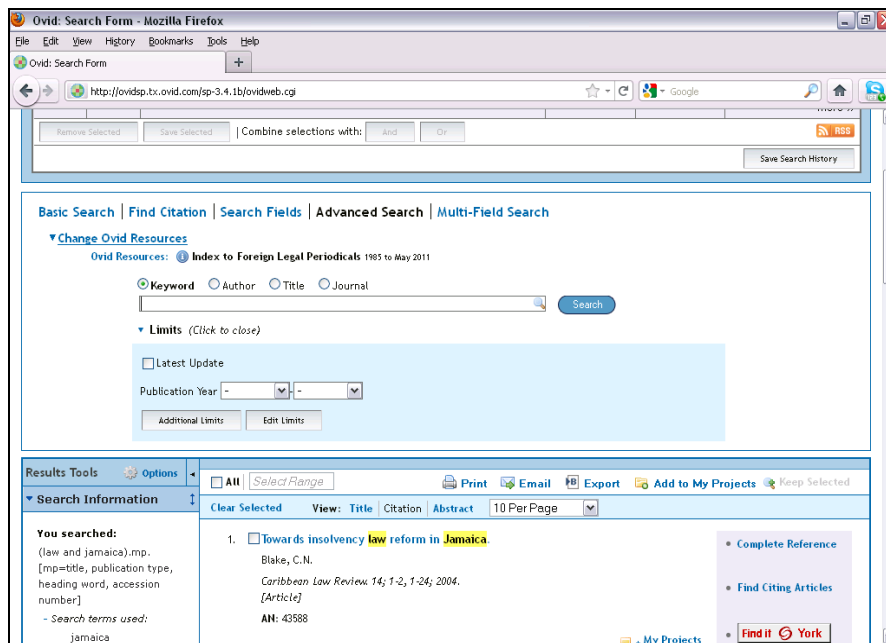 Ovid: Search Form - Mozilla Firefox
File Edit View History Bookmarks Tools Help
Ovid: Search Form
http://ovidsp.tx.ovid.com/sp-3.4.1b/ovidweb.cgi Google
Remove Selected Save Selected | Combine selections with: And Or RSS
Save Search History
Basic Search | Find Citation | Search Fields | Advanced Search | Multi-Field Search
Change Ovid Resources
Ovid Resources: Index to Foreign Legal Periodicals 1985 to May 2011
Keyword Author Title Journal
Search
Limits (Click to close)
Latest Update
Publication Year - - -
Additional Limits Edit Limits
Results Tools Options
All Select Range Print Email Export Add to My Projects Keep Selected
Search Information
Clear Selected View: Title | Citation | Abstract 10 Per Page
You searched:
(law and jamaica).mp.
[mp=title, publication type,
heading word, accession
number]
- Search terms used:
jamaica
1. Towards insolvency law reform in Jamaica.
Blake, C.N.
Caribbean Law Review. 14; 1-2, 1-24; 2004.
[Article]
AN: 43588
My Projects
Complete Reference
Find Citing Articles
Find it York